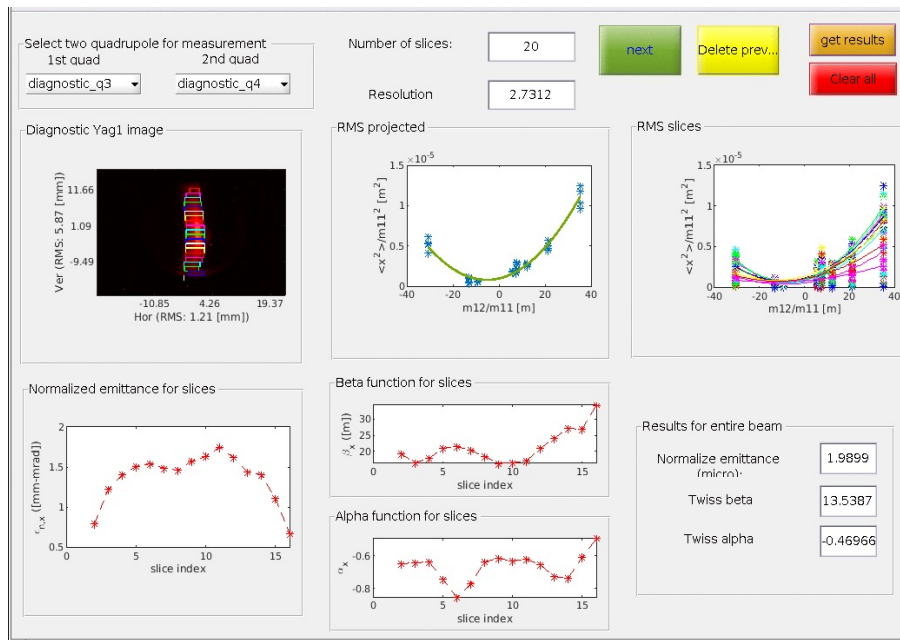 Select two quadrupole for measurement
1st quad 2nd quad
diagnostic_q3 diagnostic_q4
Number of slices: 20
Resolution 2.7312
next
Delete prev...
get results
Clear all
Diagnostic Yag1 image
Ver (RMS: 5.87 [mm])
11.66
1.09
-9.49
-10.85 4.26 19.37
Hor (RMS: 1.21 [mm])
RMS projected
×10⁻⁵
<x²>/m11² [m²]
1.5
1
0.5
0
-40 -20 0 20 40
m12/m11 [m]
RMS slices
×10⁻⁵
<x²>/m11² [m²]
1.5
1
0.5
0
-40 -20 0 20 40
m12/m11 [m]
Normalized emittance for slices
εn,x ([mm-mrad])
2
1.5
1
0.5
0 5 10 15
slice index
Beta function for slices
βx ([m])
30
25
20
0 5 10 15
slice index
Alpha function for slices
αx
-0.6
-0.8
0 5 10 15
slice index
Results for entire beam
Normalize emittance 1.9899
(micro):
Twiss beta 13.5387
Twiss alpha -0.46966